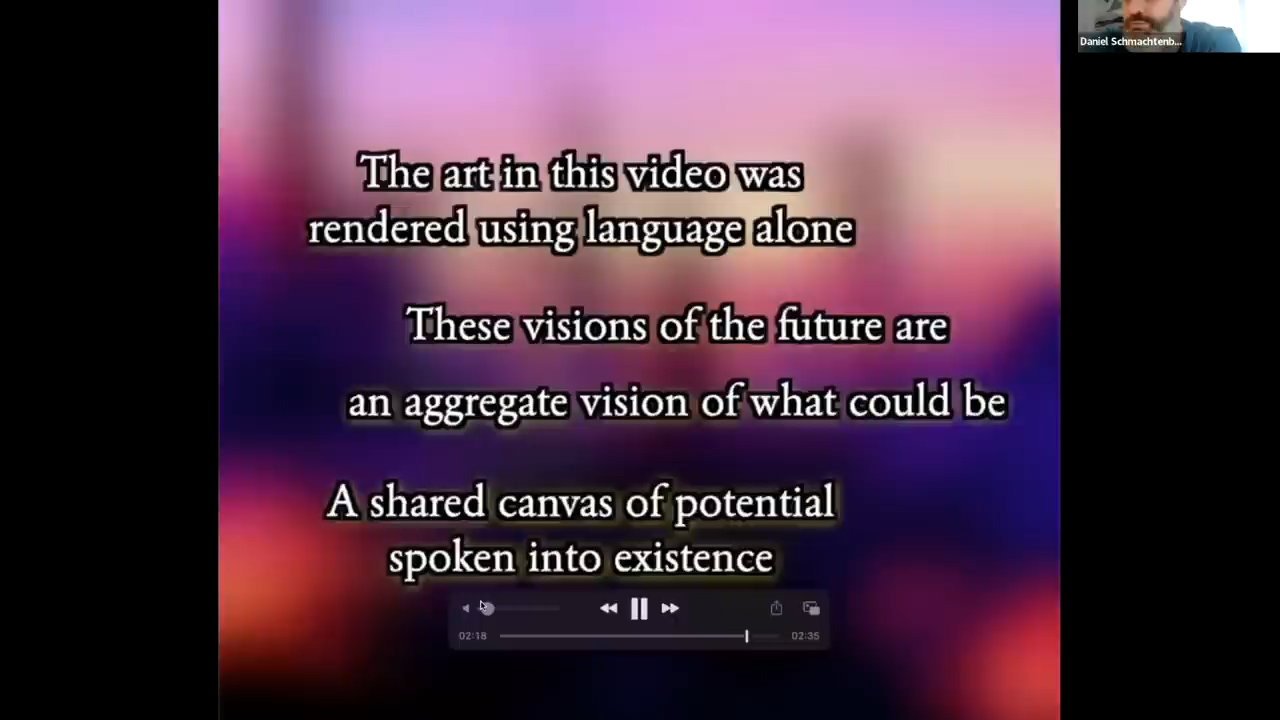 Daniel Schmachtenb...
The art in this video was
rendered using language alone
These visions of the future are
an aggregate vision of what could be
A shared canvas of potential
spoken into existence
02:18
02:35